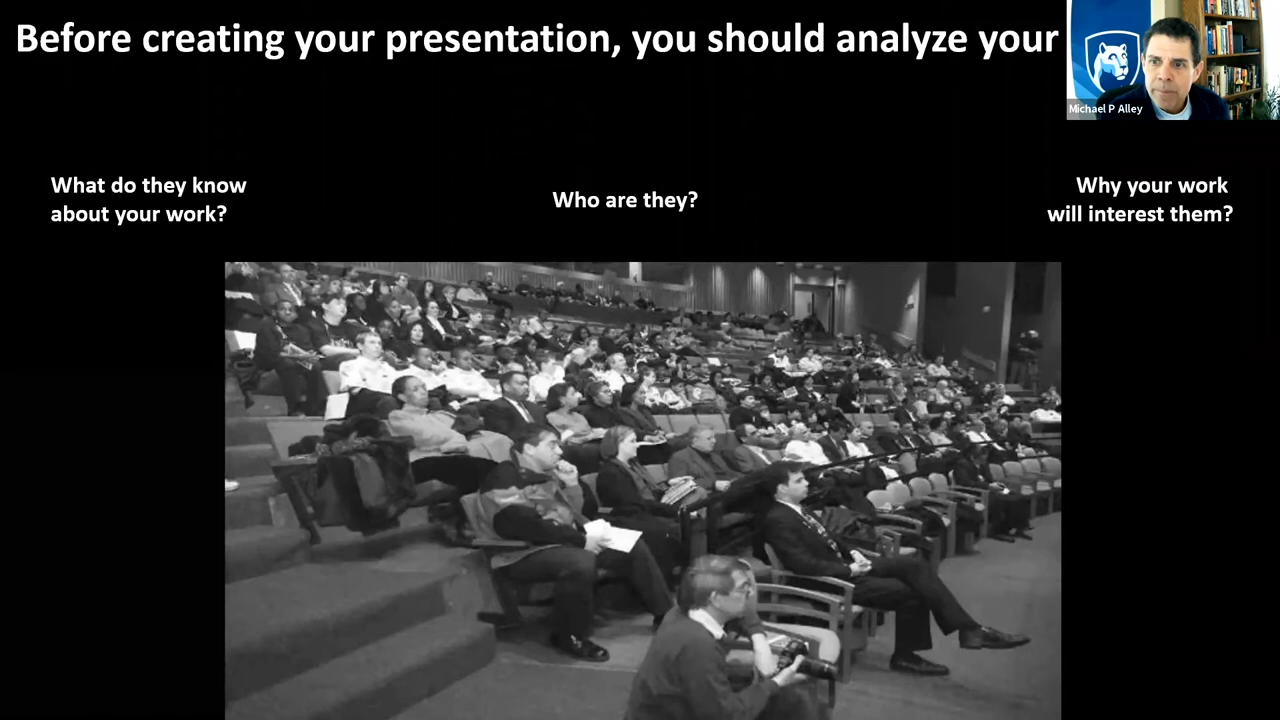 Before creating your presentation, you should analyze your
Michael P Alley
What do they know
about your work?
Who are they?
Why your work
will interest them?